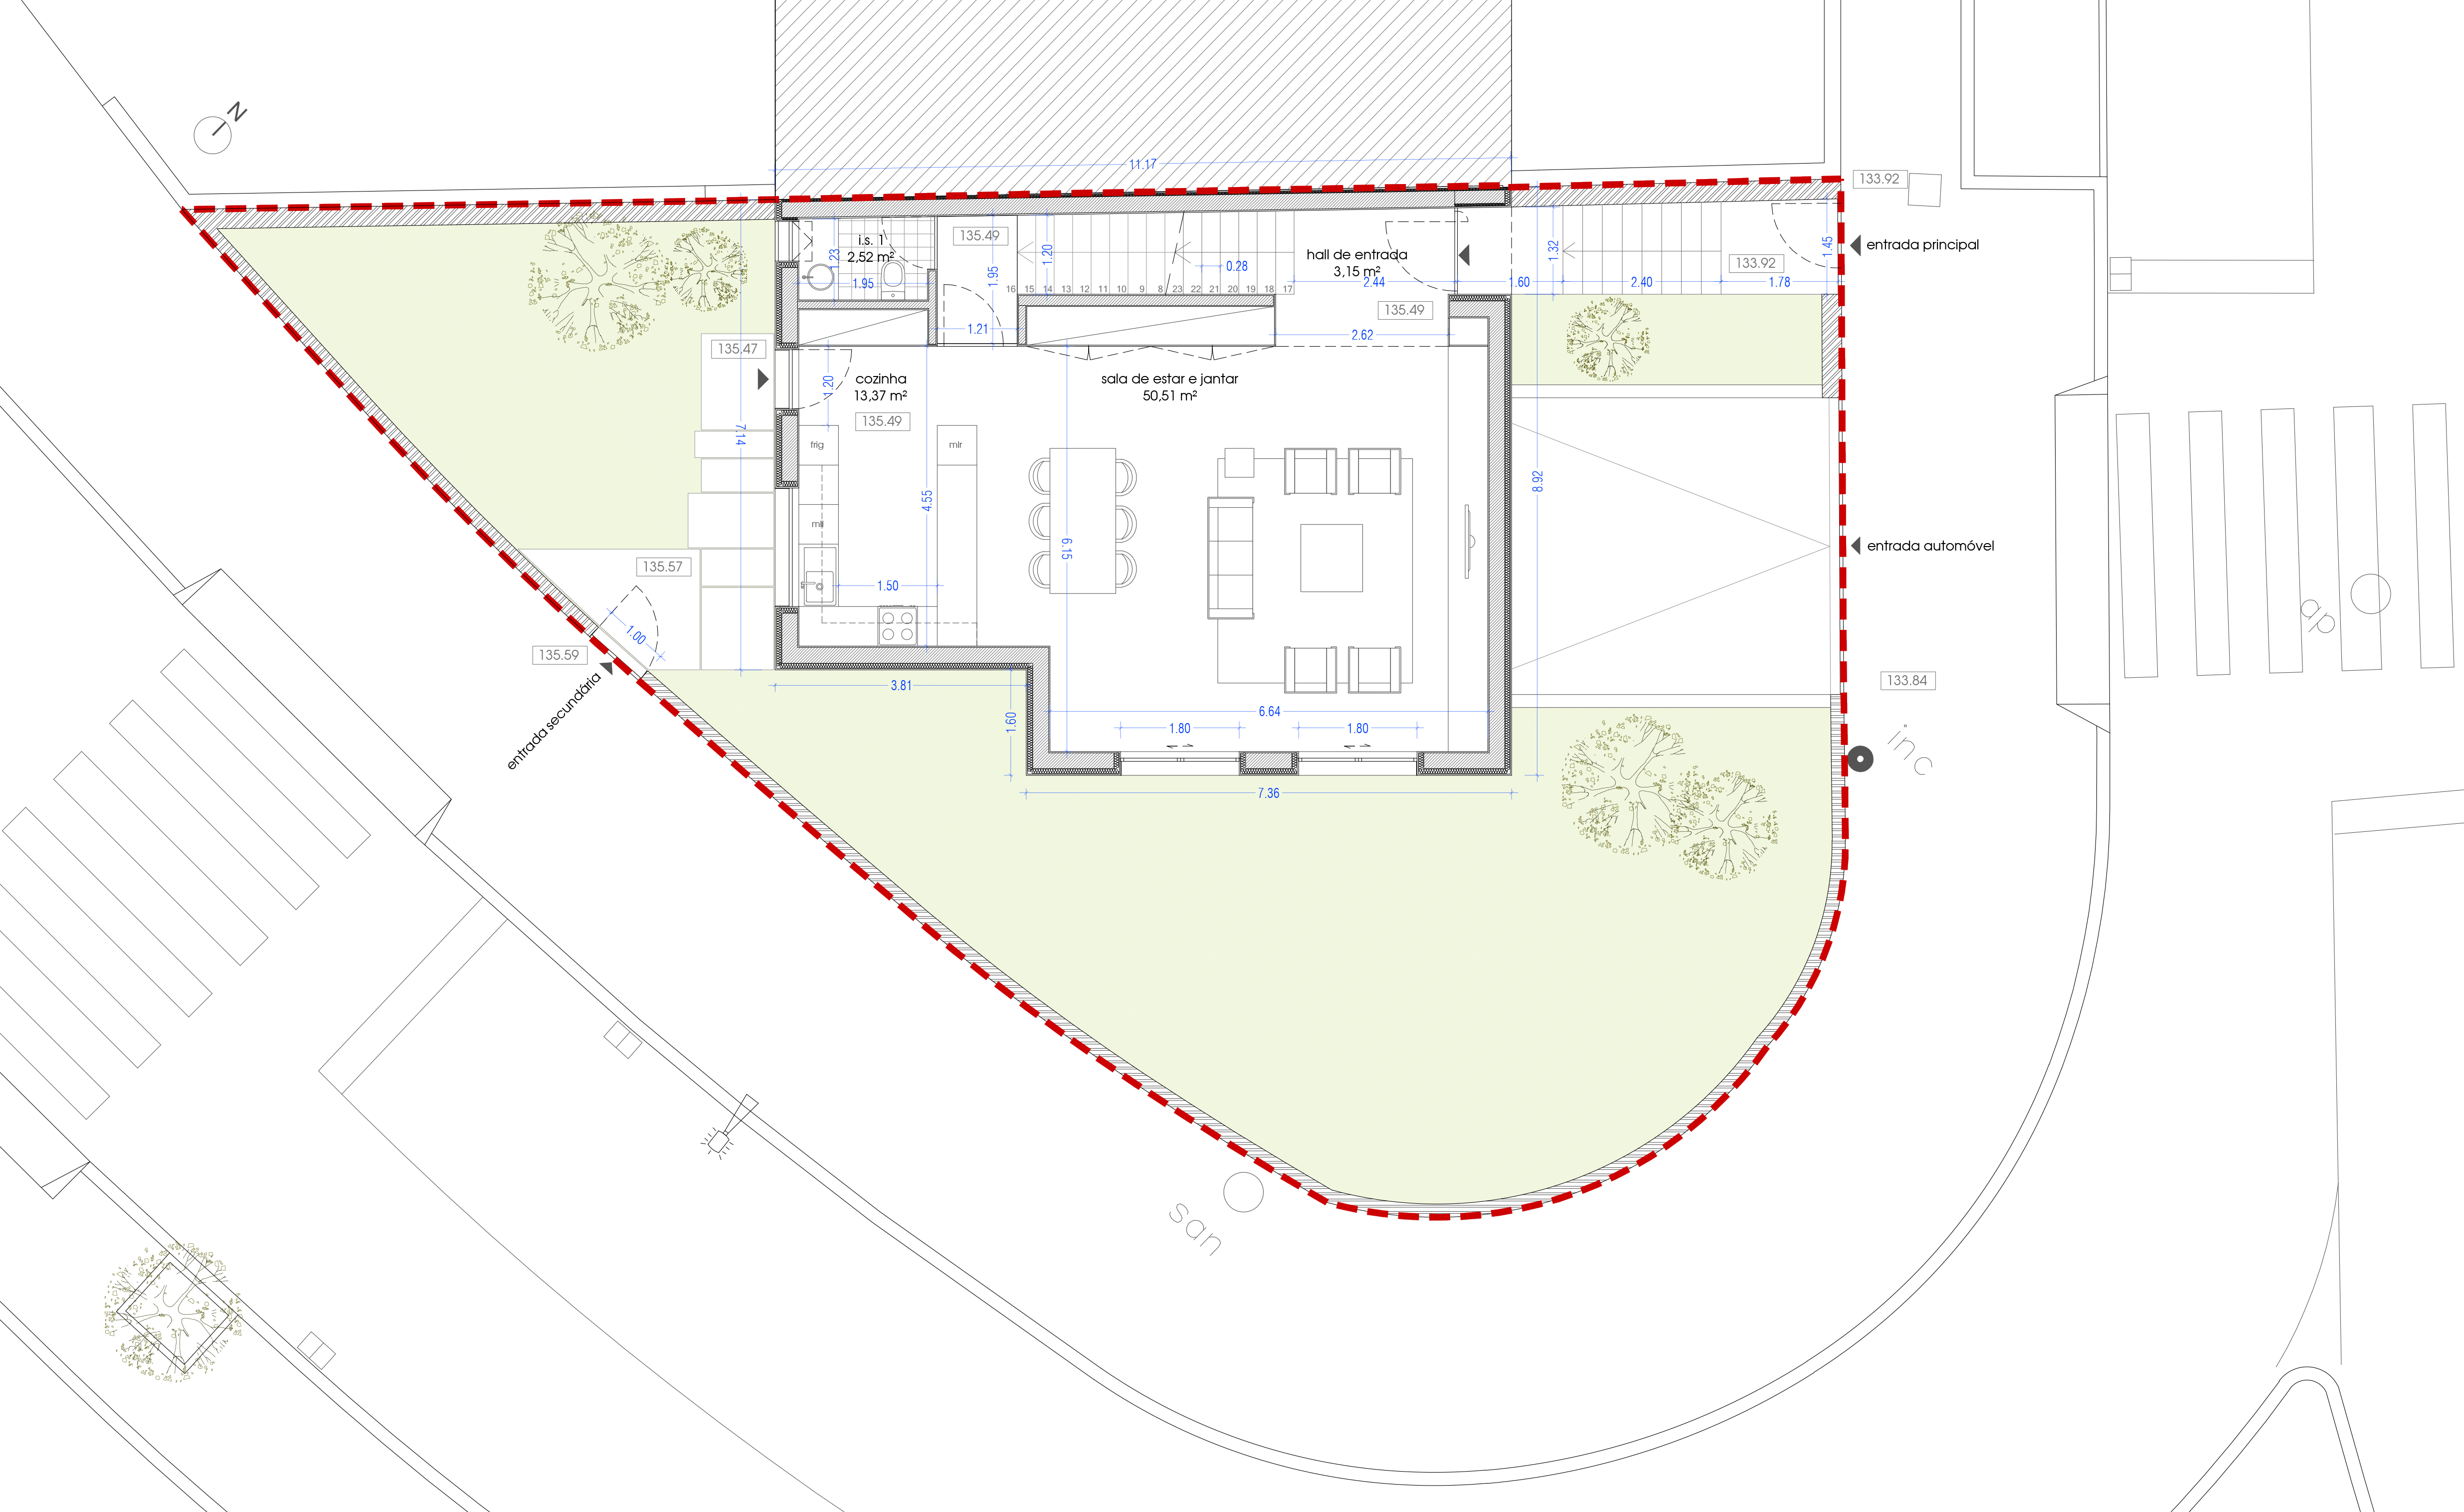 N
11.17
133.92
135.49
i.s. 1
2,52 m²
1.23
1.95
1.95
1.20
0.28
hall de entrada
3,15 m²
2.44
1.32
1.60
2.40
1.78
133.92
1.45
entrada principal
16 15 14 13 12 11 10 9 8 23 22 21 20 19 18 17
135.49
1.21
2.62
135.47
1.20
cozinha
13,37 m²
135.49
sala de estar e jantar
50,51 m²
7.14
frig
mlr
mll
4.55
6.15
8.92
entrada automóvel
135.57
1.50
1.00
135.59
entrada secundária
3.81
1.60
6.64
1.80
1.80
7.36
133.84
ap
inc
san